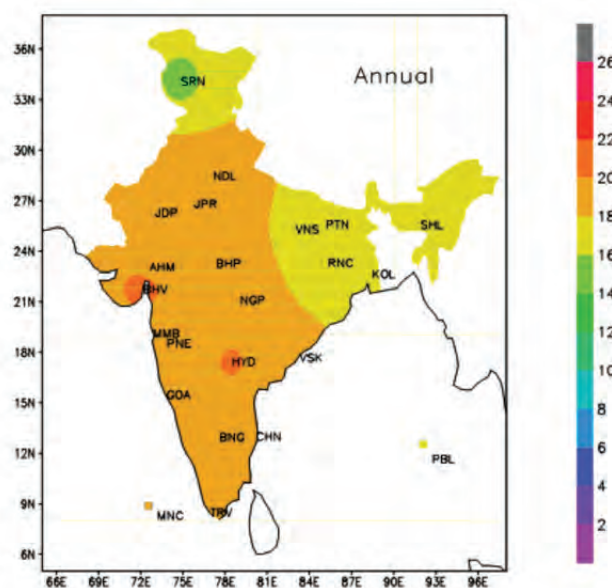 Annual
36N
33N
30N
27N
24N
21N
18N
15N
12N
9N
6N
66E 69E 72E 75E 78E 81E 84E 87E 90E 93E 96E
SRN
NDL
JDP JPR
VNS PTN SHL
AHM BHP RNC KOL
BHV NGP
MMB
PNE HYD VSK
GOA
BNG CHN
PBL
MNC TRV
26
24
22
20
18
16
14
12
10
8
6
4
2